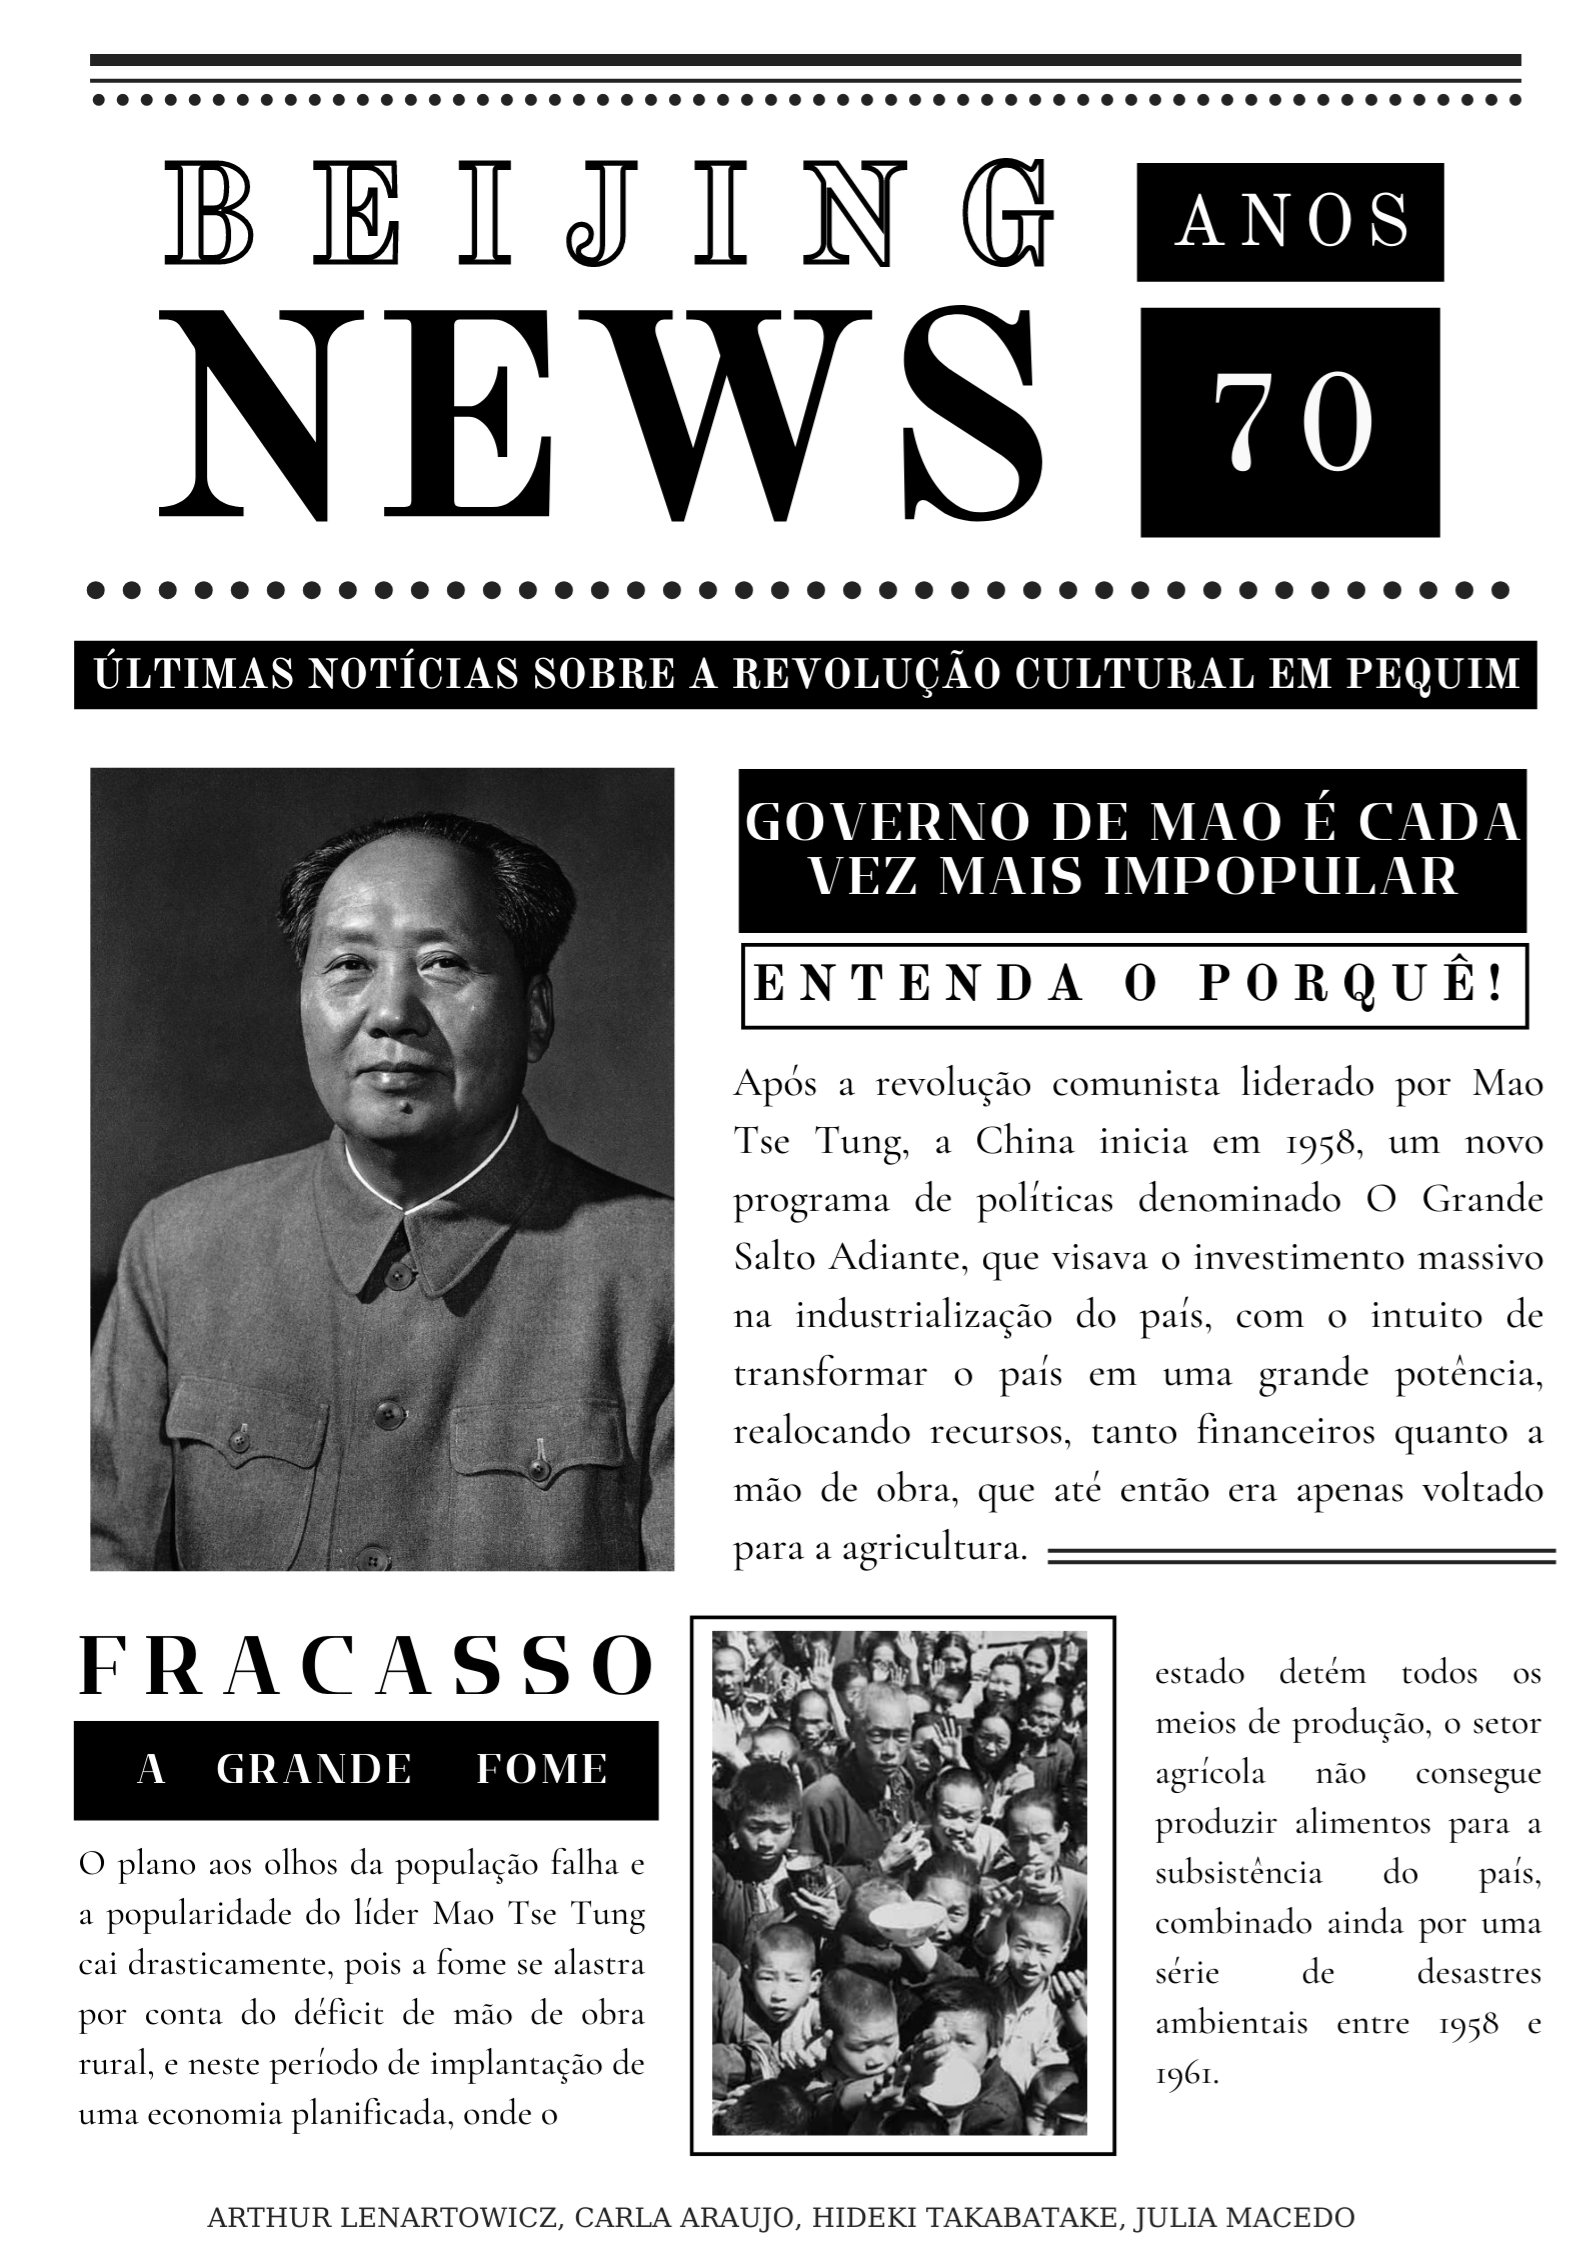 BEIJING
NEWS
ANOS
70
ÚLTIMAS NOTÍCIAS SOBRE A REVOLUÇÃO CULTURAL EM PEQUIM
GOVERNO DE MAO É CADA
VEZ MAIS IMPOPULAR
ENTENDA O PORQUÊ!
Após a revolução comunista liderado por Mao
Tse Tung, a China inicia em 1958, um novo
programa de políticas denominado O Grande
Salto Adiante, que visava o investimento massivo
na industrialização do país, com o intuito de
transformar o país em uma grande potência,
realocando recursos, tanto financeiros quanto a
mão de obra, que até então era apenas voltado
para a agricultura.
FRACASSO
A GRANDE FOME
O plano aos olhos da população falha e
a popularidade do líder Mao Tse Tung
cai drasticamente, pois a fome se alastra
por conta do déficit de mão de obra
rural, e neste período de implantação de
uma economia planificada, onde o
estado detém todos os
meios de produção, o setor
agrícola não consegue
produzir alimentos para a
subsistência do país,
combinado ainda por uma
série de desastres
ambientais entre 1958 e
1961.
ARTHUR LENARTOWICZ, CARLA ARAUJO, HIDEKI TAKABATAKE, JULIA MACEDO